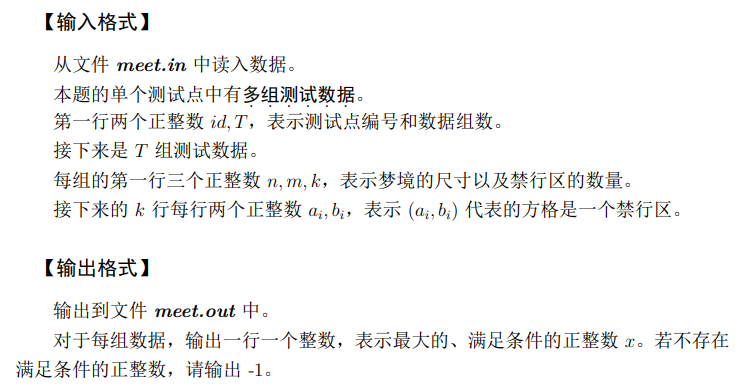 【输入格式】
从文件 meet.in 中读入数据。
本题的单个测试点中有多组测试数据。
第一行两个正整数 id, T，表示测试点编号和数据组数。
接下来是 T 组测试数据。
每组的第一行三个正整数 n, m, k，表示梦境的尺寸以及禁行区的数量。
接下来的 k 行每行两个正整数 aᵢ, bᵢ，表示 (aᵢ, bᵢ) 代表的方格是一个禁行区。
【输出格式】
输出到文件 meet.out 中。
对于每组数据，输出一行一个整数，表示最大的、满足条件的正整数 x。若不存在
满足条件的正整数，请输出 -1。